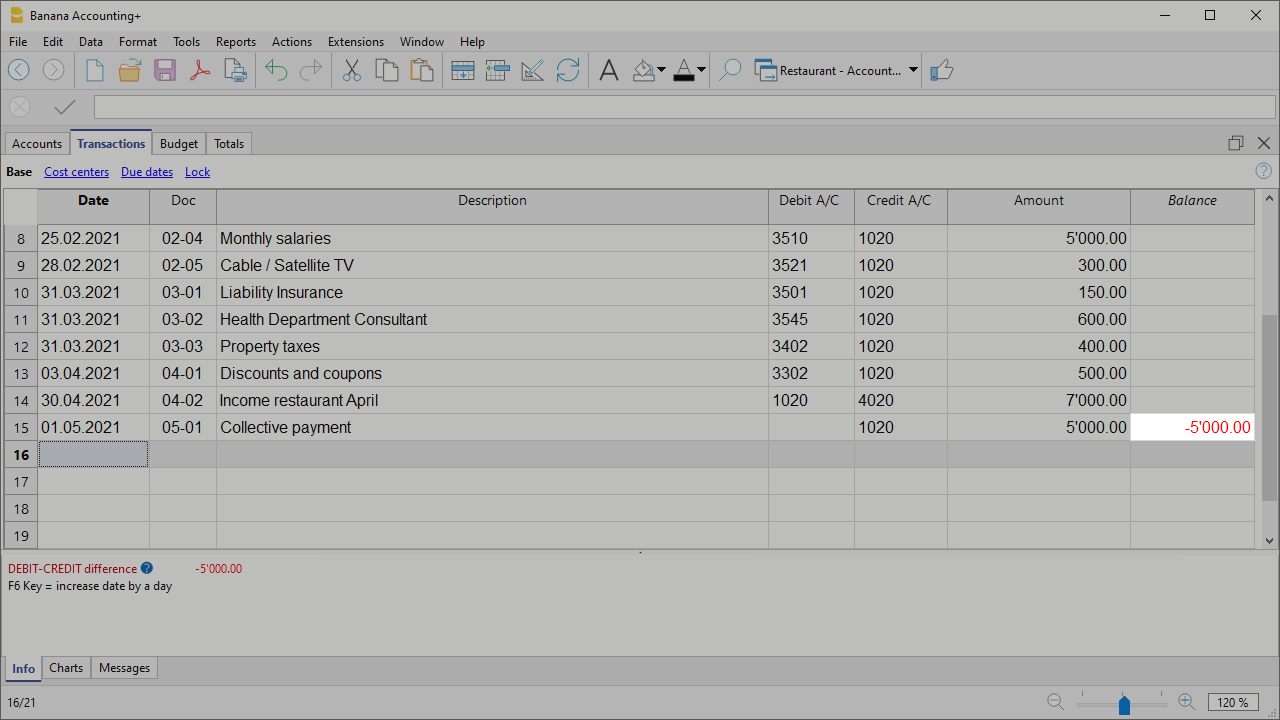 Banana Accounting+
File Edit Data Format Tools Reports Actions Extensions Window Help
Restaurant - Account...
Accounts Transactions Budget Totals
Base Cost centers Due dates Lock
Date Doc Description Debit A/C Credit A/C Amount Balance
8 25.02.2021 02-04 Monthly salaries 3510 1020 5'000.00
9 28.02.2021 02-05 Cable / Satellite TV 3521 1020 300.00
10 31.03.2021 03-01 Liability Insurance 3501 1020 150.00
11 31.03.2021 03-02 Health Department Consultant 3545 1020 600.00
12 31.03.2021 03-03 Property taxes 3402 1020 400.00
13 03.04.2021 04-01 Discounts and coupons 3302 1020 500.00
14 30.04.2021 04-02 Income restaurant April 1020 4020 7'000.00
15 01.05.2021 05-01 Collective payment 1020 5'000.00 -5'000.00
16
17
18
19
DEBIT-CREDIT difference ? -5'000.00
F6 Key = increase date by a day
Info Charts Messages
16/21 120 %